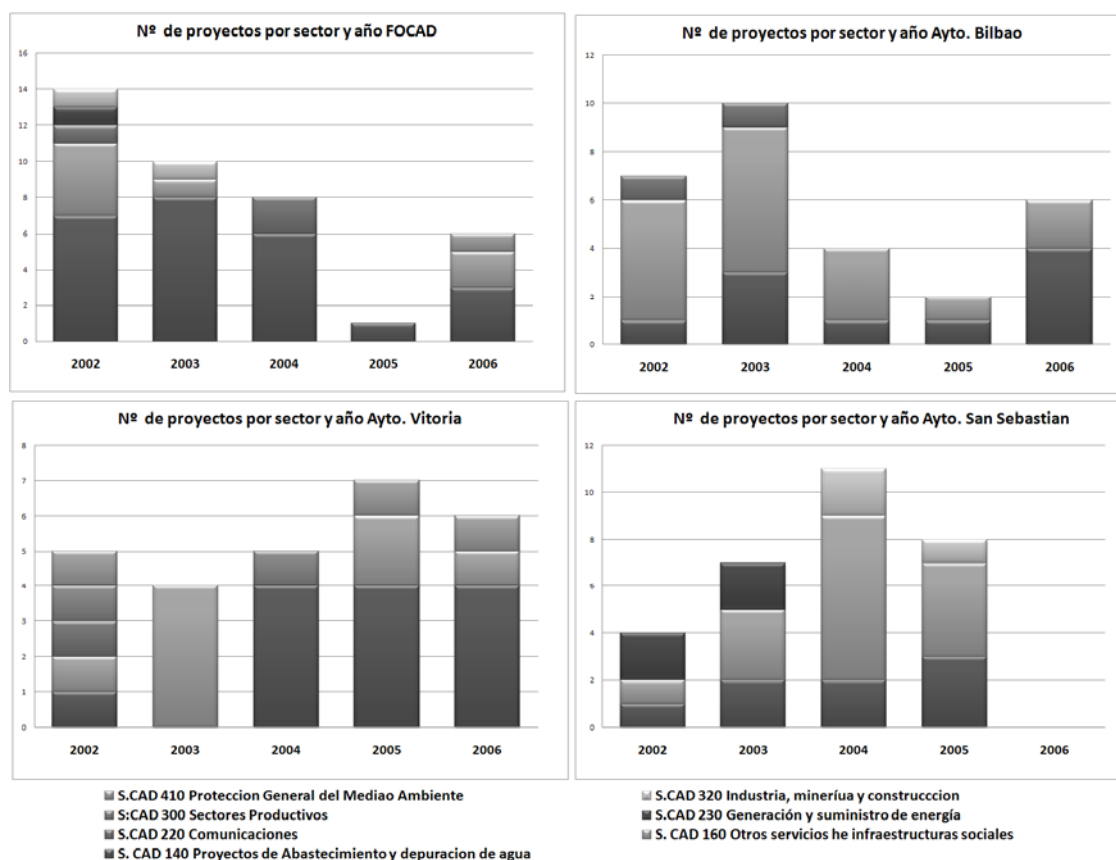 Nº de proyectos por sector y año FOCAD
16
14
12
10
8
6
4
2
0
2002 2003 2004 2005 2006
Nº de proyectos por sector y año Ayto. Bilbao
12
10
8
6
4
2
0
2002 2003 2004 2005 2006
Nº de proyectos por sector y año Ayto. Vitoria
8
7
6
5
4
3
2
1
0
2002 2003 2004 2005 2006
Nº de proyectos por sector y año Ayto. San Sebastian
12
10
8
6
4
2
0
2002 2003 2004 2005 2006
S.CAD 410 Proteccion General del Mediao Ambiente
S:CAD 300 Sectores Productivos
S.CAD 220 Comunicaciones
S. CAD 140 Proyectos de Abastecimiento y depuracion de agua
S.CAD 320 Industria, mineríua y construcccion
S.CAD 230 Generación y suministro de energía
S. CAD 160 Otros servicios he infraestructuras sociales